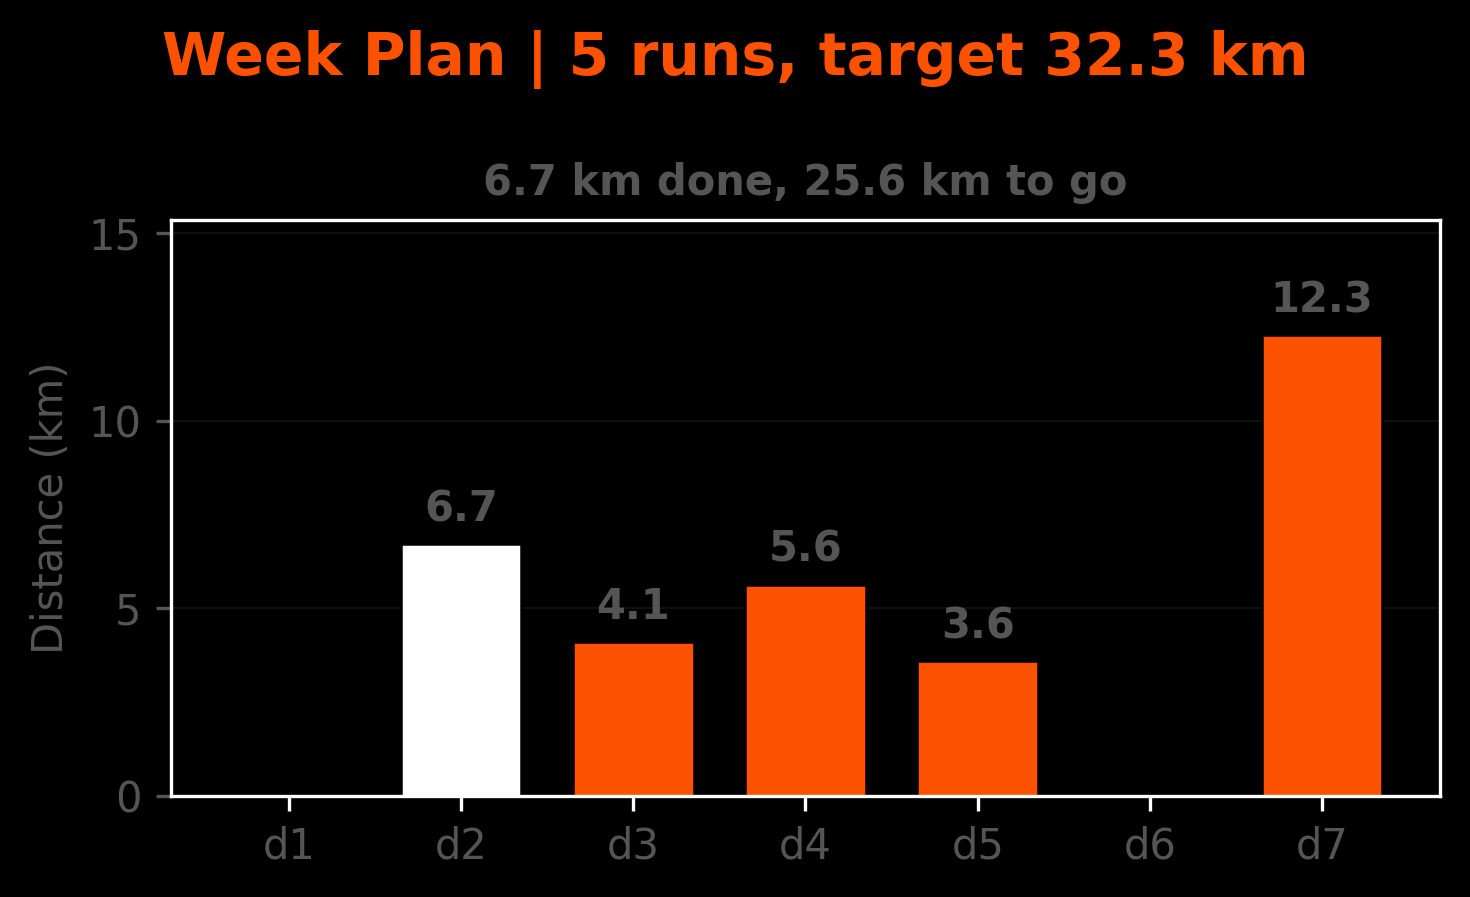 Week Plan | 5 runs, target 32.3 km
6.7 km done, 25.6 km to go
Distance (km)
15
10
5
0
6.7
4.1
5.6
3.6
12.3
d1 d2 d3 d4 d5 d6 d7